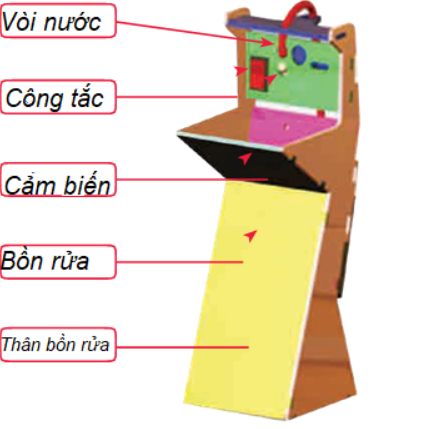 Vòi nước
Công tắc
Cảm biến
Bồn rửa
Thân bồn rửa